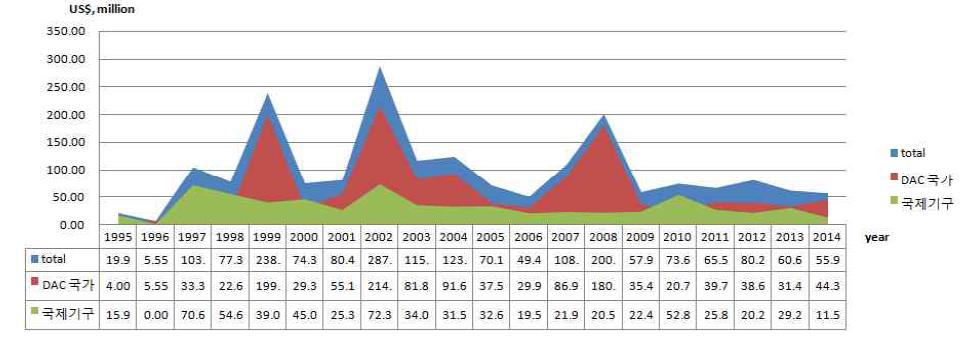 US$, million
350.00
300.00
250.00
200.00
150.00
100.00
50.00
0.00
total
DAC 국가
국제기구
1995 1996 1997 1998 1999 2000 2001 2002 2003 2004 2005 2006 2007 2008 2009 2010 2011 2012 2013 2014 year
total 19.9 5.55 103. 77.3 238. 74.3 80.4 287. 115. 123. 70.1 49.4 108. 200. 57.9 73.6 65.5 80.2 60.6 55.9
DAC 국가 4.00 5.55 33.3 22.6 199. 29.3 55.1 214. 81.8 91.6 37.5 29.9 86.9 180. 35.4 20.7 39.7 38.6 31.4 44.3
국제기구 15.9 0.00 70.6 54.6 39.0 45.0 25.3 72.3 34.0 31.5 32.6 19.5 21.9 20.5 22.4 52.8 25.8 20.2 29.2 11.5